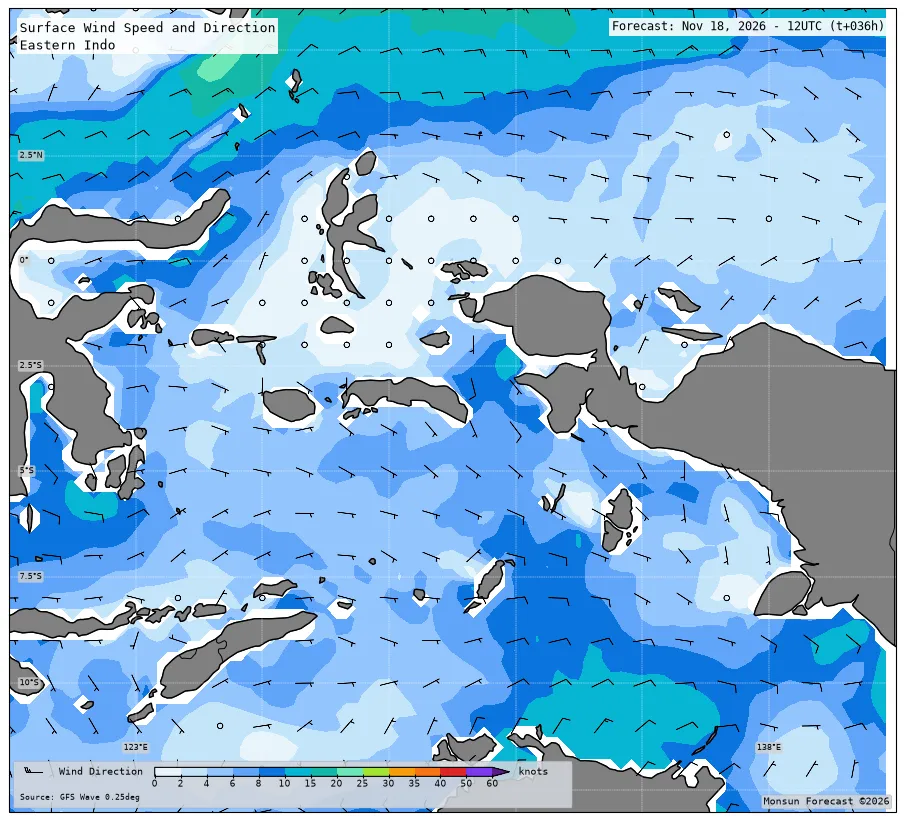 Surface Wind Speed and Direction
Eastern Indo
Forecast: Nov 18, 2026 - 12UTC (t+036h)
2.5°N
0°
2.5°S
5°S
7.5°S
10°S
123°E
138°E
Wind Direction
knots
0 2 4 6 8 10 15 20 25 30 35 40 50 60
Source: GFS Wave 0.25deg
Monsun Forecast ©2026